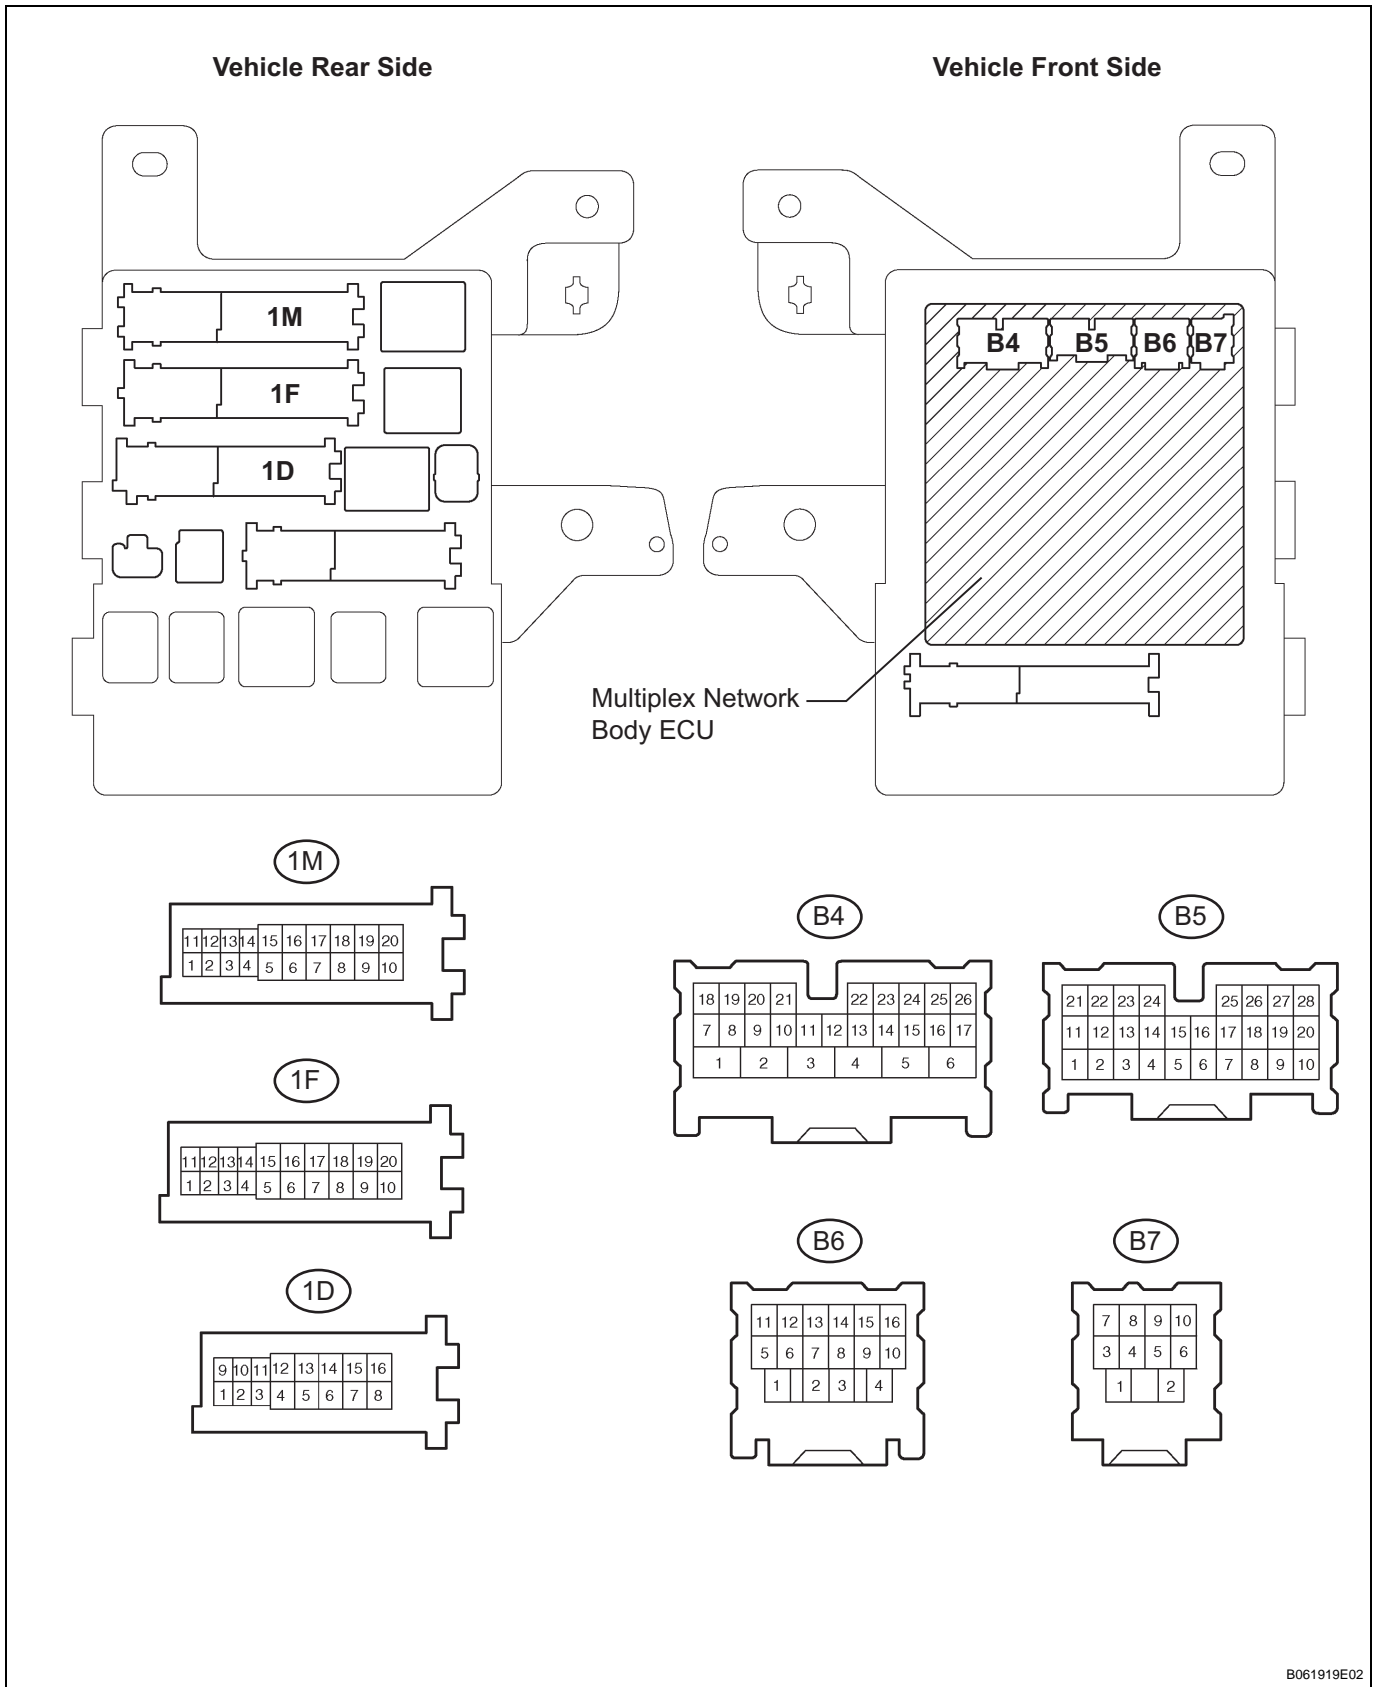 Vehicle Rear Side
Vehicle Front Side
1M
1F
1D
B4 B5 B6 B7
Multiplex Network
Body ECU
1M
11 12 13 14 15 16 17 18 19 20
1 2 3 4 5 6 7 8 9 10
1F
11 12 13 14 15 16 17 18 19 20
1 2 3 4 5 6 7 8 9 10
1D
9 10 11 12 13 14 15 16
1 2 3 4 5 6 7 8
B4
18 19 20 21 22 23 24 25 26
7 8 9 10 11 12 13 14 15 16 17
1 2 3 4 5 6
B5
21 22 23 24 25 26 27 28
11 12 13 14 15 16 17 18 19 20
1 2 3 4 5 6 7 8 9 10
B6
11 12 13 14 15 16
5 6 7 8 9 10
1 2 3 4
B7
7 8 9 10
3 4 5 6
1 2
B061919E02